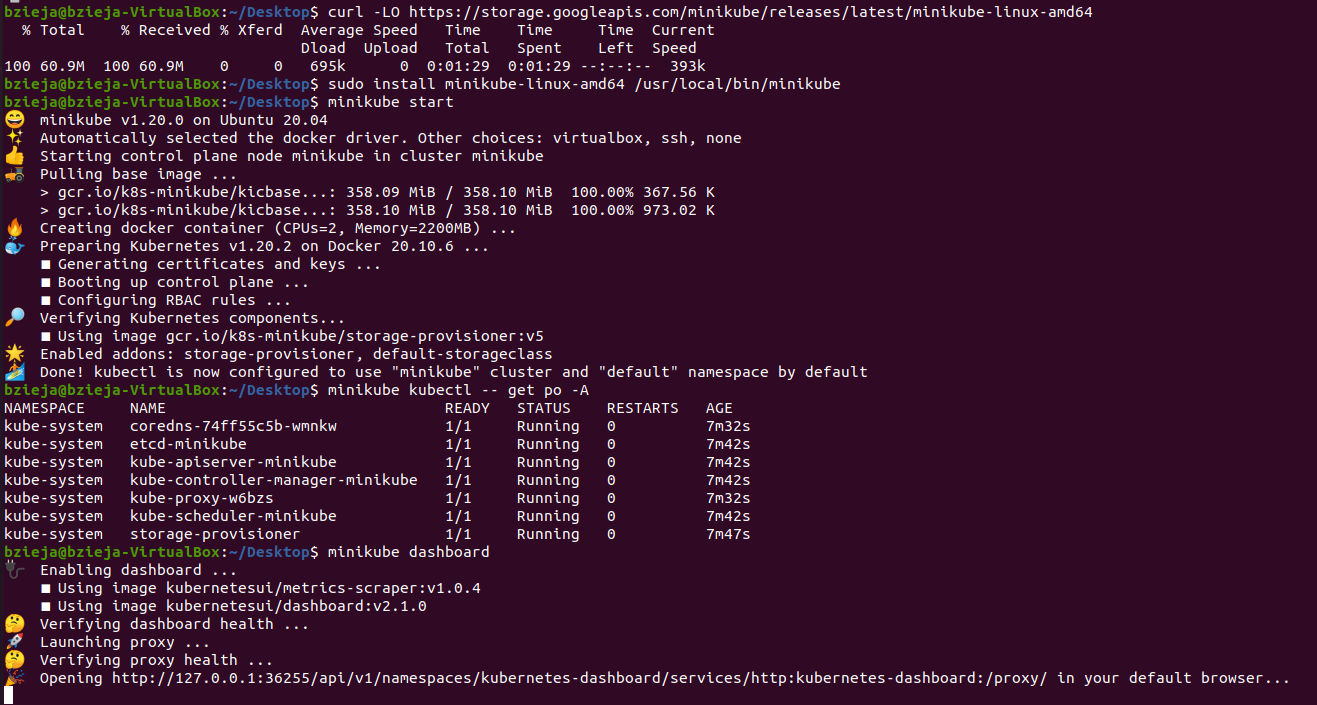 bzieja@bzieja-VirtualBox:~/Desktop$ curl -LO https://storage.googleapis.com/minikube/releases/latest/minikube-linux-amd64
% Total % Received % Xferd Average Speed Time Time Time Current
Dload Upload Total Spent Left Speed
100 60.9M 100 60.9M 0 0 695k 0 0:01:29 0:01:29 --:--:-- 393k
bzieja@bzieja-VirtualBox:~/Desktop$ sudo install minikube-linux-amd64 /usr/local/bin/minikube
bzieja@bzieja-VirtualBox:~/Desktop$ minikube start
😄 minikube v1.20.0 on Ubuntu 20.04
✨ Automatically selected the docker driver. Other choices: virtualbox, ssh, none
👍 Starting control plane node minikube in cluster minikube
🚜 Pulling base image ...
> gcr.io/k8s-minikube/kicbase...: 358.09 MiB / 358.10 MiB 100.00% 367.56 K
> gcr.io/k8s-minikube/kicbase...: 358.10 MiB / 358.10 MiB 100.00% 973.02 K
🔥 Creating docker container (CPUs=2, Memory=2200MB) ...
🐳 Preparing Kubernetes v1.20.2 on Docker 20.10.6 ...
▪ Generating certificates and keys ...
▪ Booting up control plane ...
▪ Configuring RBAC rules ...
🔎 Verifying Kubernetes components...
▪ Using image gcr.io/k8s-minikube/storage-provisioner:v5
🌟 Enabled addons: storage-provisioner, default-storageclass
🏄 Done! kubectl is now configured to use "minikube" cluster and "default" namespace by default
bzieja@bzieja-VirtualBox:~/Desktop$ minikube kubectl -- get po -A
NAMESPACE NAME READY STATUS RESTARTS AGE
kube-system coredns-74ff55c5b-wmnkw 1/1 Running 0 7m32s
kube-system etcd-minikube 1/1 Running 0 7m42s
kube-system kube-apiserver-minikube 1/1 Running 0 7m42s
kube-system kube-controller-manager-minikube 1/1 Running 0 7m42s
kube-system kube-proxy-w6bzs 1/1 Running 0 7m32s
kube-system kube-scheduler-minikube 1/1 Running 0 7m42s
kube-system storage-provisioner 1/1 Running 0 7m47s
bzieja@bzieja-VirtualBox:~/Desktop$ minikube dashboard
🔌 Enabling dashboard ...
▪ Using image kubernetesui/metrics-scraper:v1.0.4
▪ Using image kubernetesui/dashboard:v2.1.0
🤔 Verifying dashboard health ...
🚀 Launching proxy ...
🤔 Verifying proxy health ...
🎉 Opening http://127.0.0.1:36255/api/v1/namespaces/kubernetes-dashboard/services/http:kubernetes-dashboard:/proxy/ in your default browser...